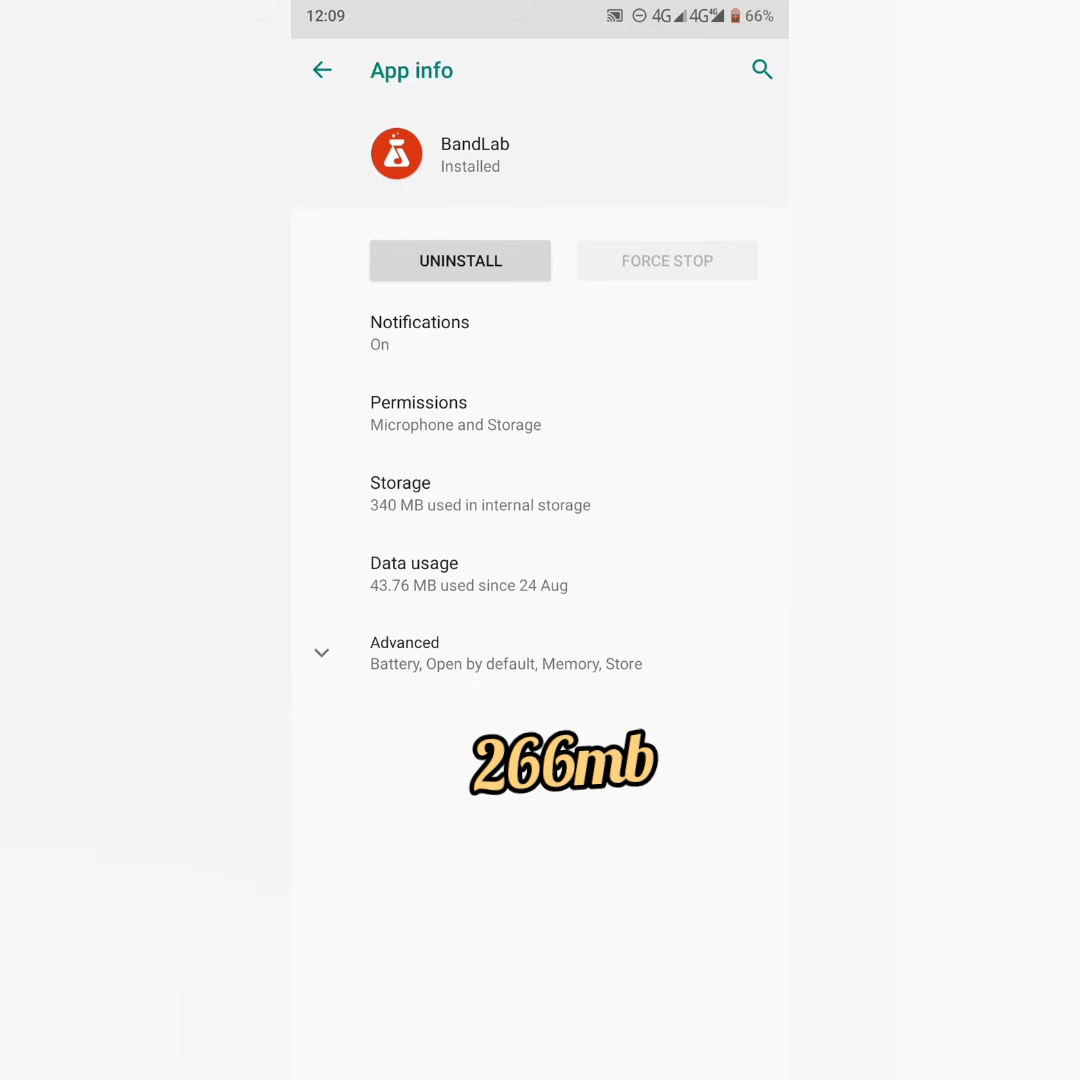 12:09 4G 4G 4G 66%
App info
BandLab
Installed
UNINSTALL FORCE STOP
Notifications
On
Permissions
Microphone and Storage
Storage
340 MB used in internal storage
Data usage
43.76 MB used since 24 Aug
Advanced
Battery, Open by default, Memory, Store
266mb